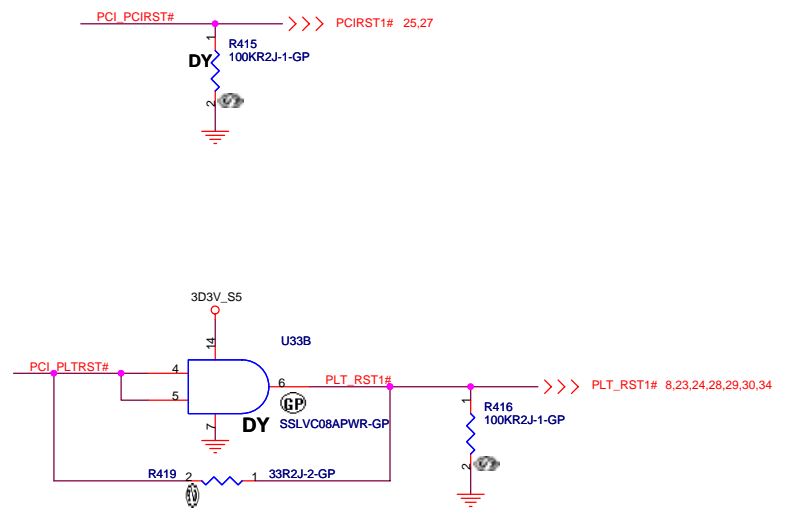 PCI_PCIRST#
PCIRST1# 25,27
1
R415
100KR2J-1-GP
DY
2
3D3V_S5
14
U33B
PCI_PLTRST#
4
5
6
PLT_RST1#
PLT_RST1# 8,23,24,28,29,30,34
GP
DY
SSLVC08APWR-GP
7
1
R416
100KR2J-1-GP
2
R419
2
1
33R2J-2-GP